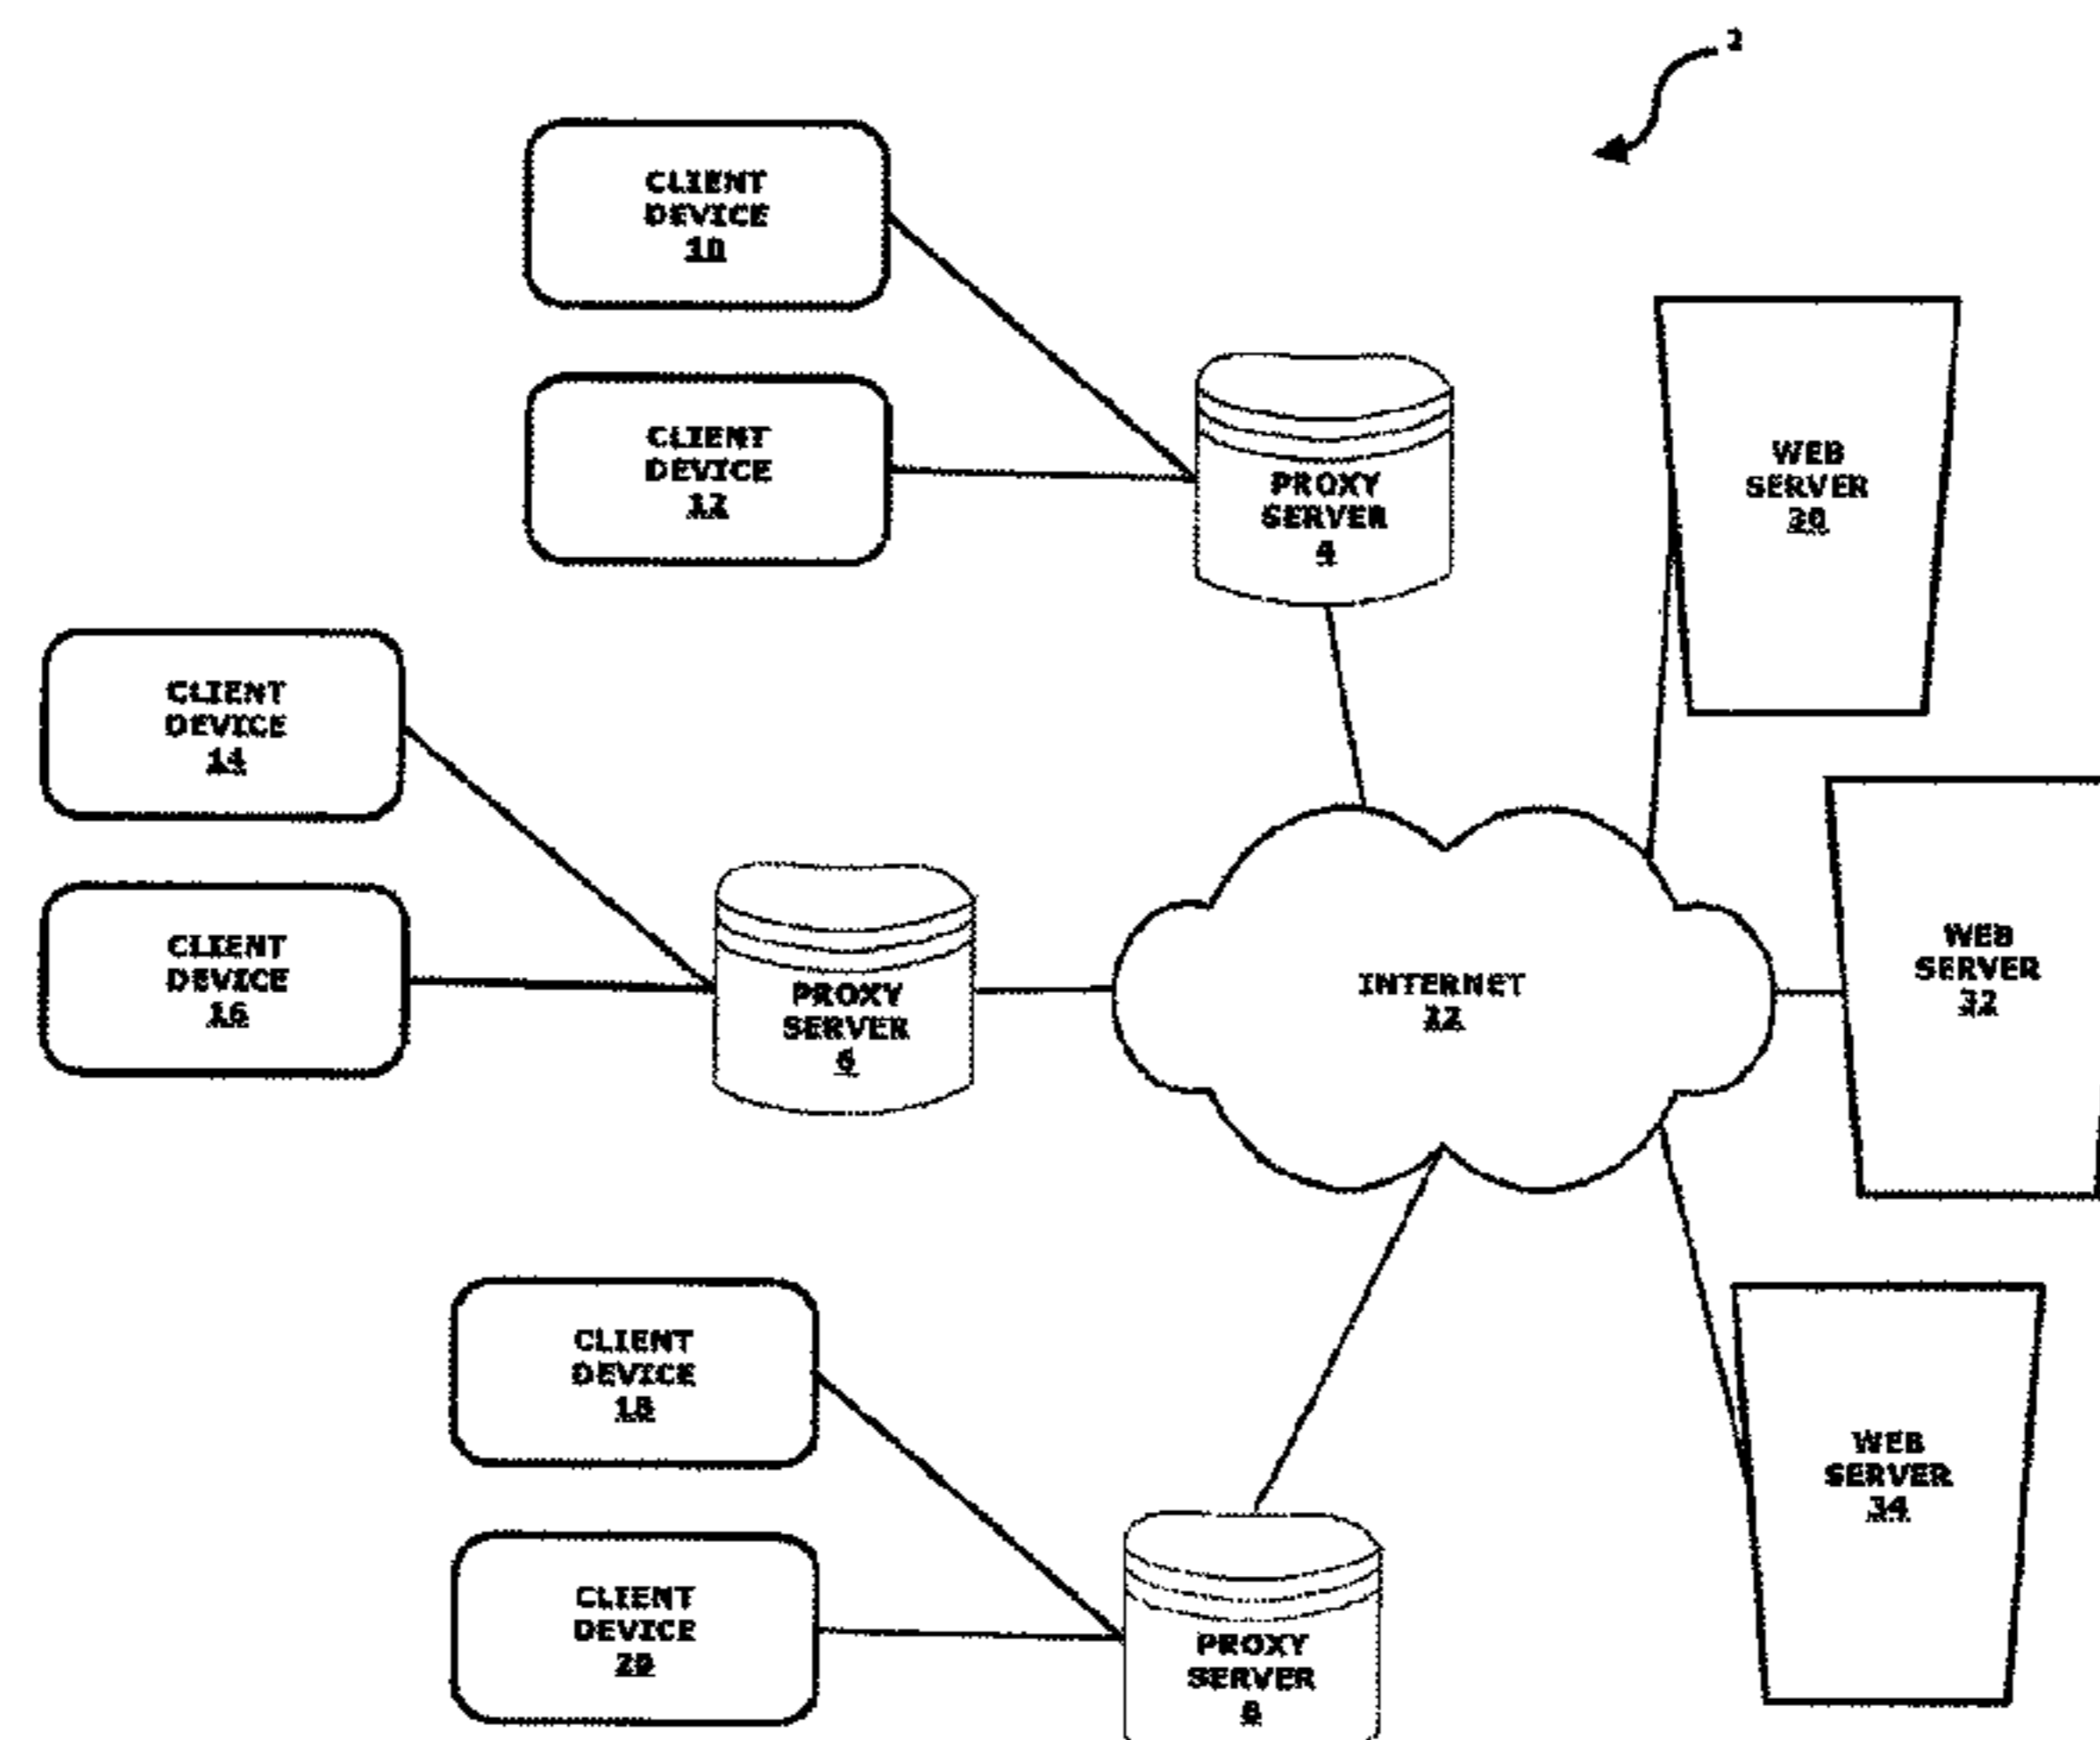 2
CLIENT
DEVICE
10
CLIENT
DEVICE
12
PROXY
SERVER
4
WEB
SERVER
30
CLIENT
DEVICE
14
CLIENT
DEVICE
16
PROXY
SERVER
6
INTERNET
22
WEB
SERVER
32
CLIENT
DEVICE
18
CLIENT
DEVICE
20
PROXY
SERVER
8
WEB
SERVER
34